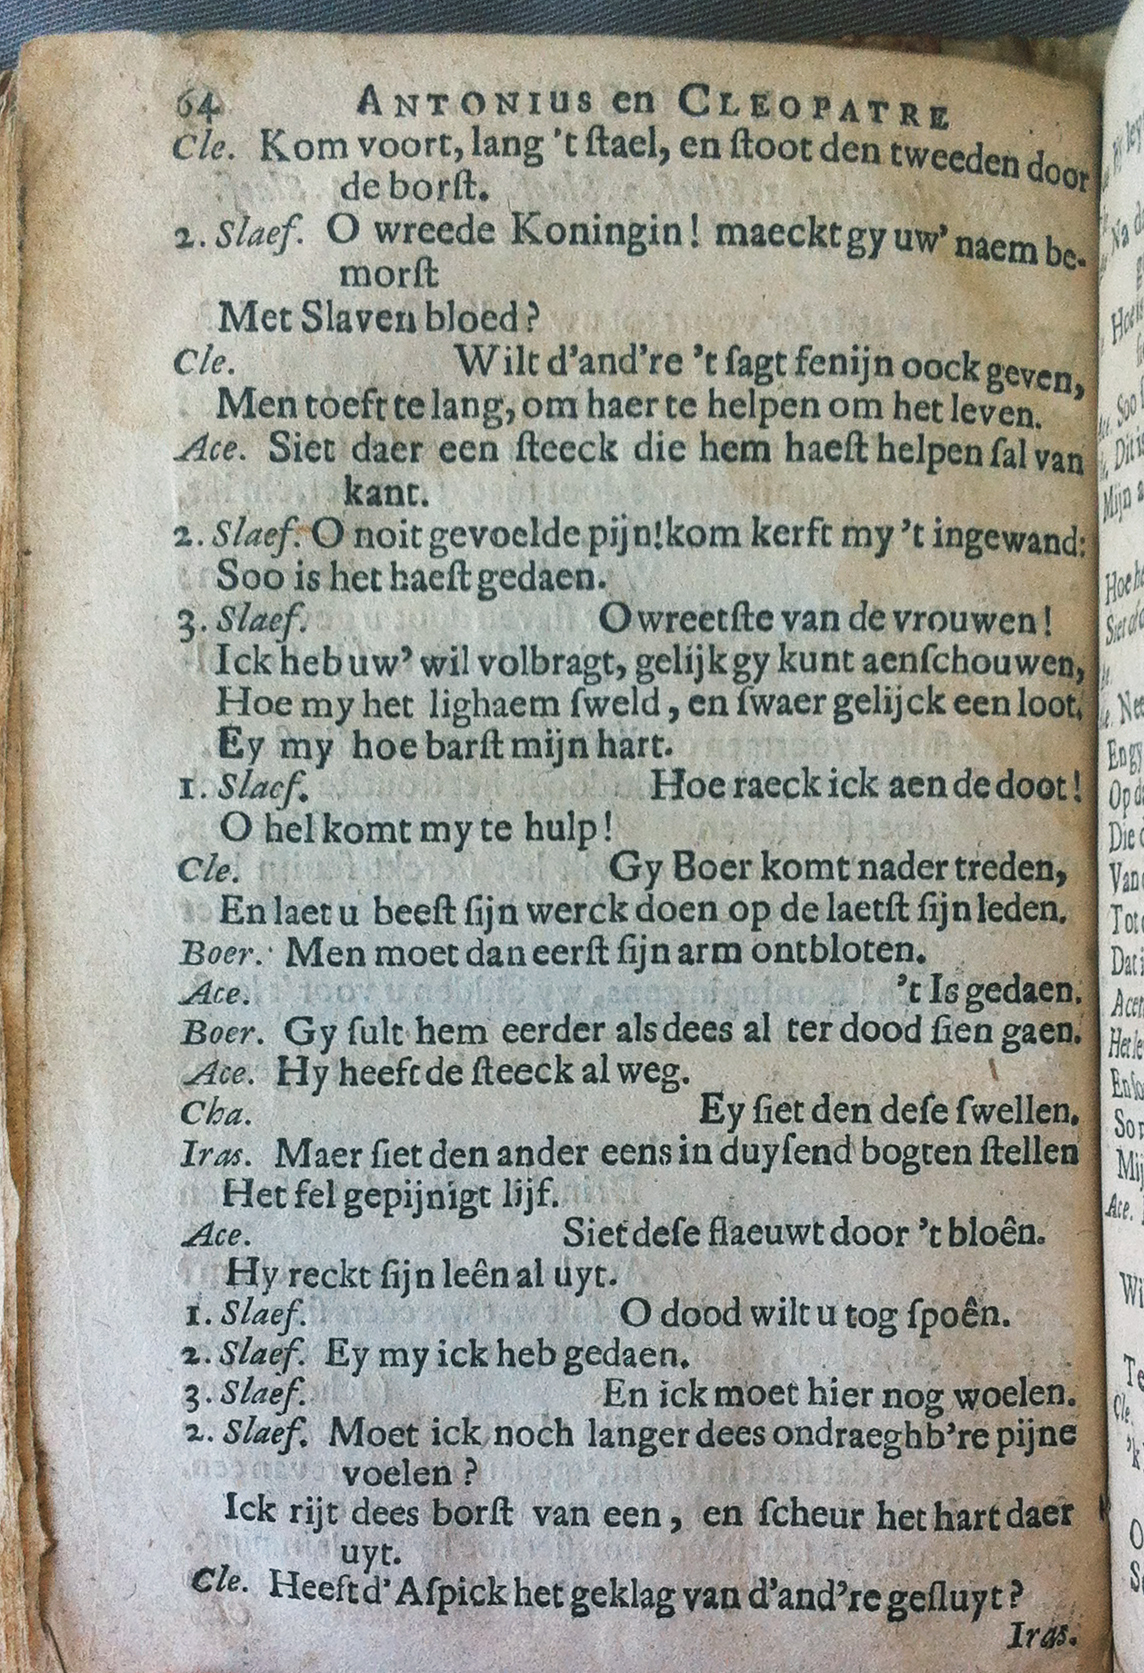 64 ANTONIUS en CLEOPATRE
Cle. Kom voort, lang 't ſtael, en ſtoot den tweeden door
de borſt.
2. Slaef. O wreede Koningin! maeckt gy uw' naem be-
morſt
Met Slaven bloed?
Cle. Wilt d'and're 't ſagt fenijn oock geven,
Men toeft te lang, om haer te helpen om het leven.
Ace. Siet daer een ſteeck die hem haeſt helpen ſal van
kant.
2. Slaef. O noit gevoelde pijn! kom kerft my 't ingewand:
Soo is het haeſt gedaen.
3. Slaef. O wreetſte van de vrouwen!
Ick heb uw' wil volbragt, gelijk gy kunt aenſchouwen,
Hoe my het lighaem ſweld, en ſwaer gelijck een loot.
Ey my hoe barſt mijn hart.
1. Slaef. Hoe raeck ick aen de doot!
O hel komt my te hulp!
Cle. Gy Boer komt nader treden,
En laet u beeſt ſijn werck doen op de laetſt ſijn leden.
Boer. Men moet dan eerſt ſijn arm ontbloten.
Ace. 't Is gedaen.
Boer. Gy ſult hem eerder als dees al ter dood ſien gaen.
Ace. Hy heeft de ſteeck al weg.
Cha. Ey ſiet den deſe ſwellen.
Iras. Maer ſiet den ander eens in duyſend bogten ſtellen
Het fel gepijnigt lijf.
Ace. Siet deſe flaeuwt door 't bloên.
Hy reckt ſijn leên al uyt.
1. Slaef. O dood wilt u tog ſpoên.
2. Slaef. Ey my ick heb gedaen.
3. Slaef. En ick moet hier nog woelen.
2. Slaef. Moet ick noch langer dees ondraeghb're pijne
voelen?
Ick rijt dees borſt van een, en ſcheur het hart daer
uyt.
Cle. Heeft d'Aſpick het geklag van d'and're geſluyt?
Iras.